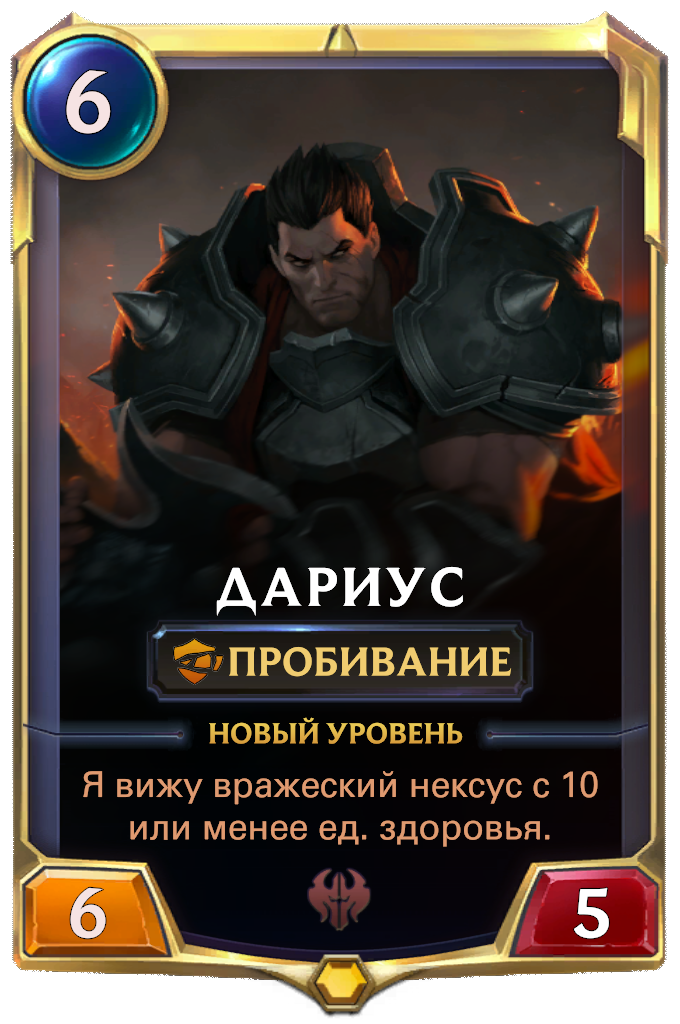 6
ДАРИУС
ПРОБИВАНИЕ
НОВЫЙ УРОВЕНЬ
Я вижу вражеский нексус с 10
или менее ед. здоровья.
6
5